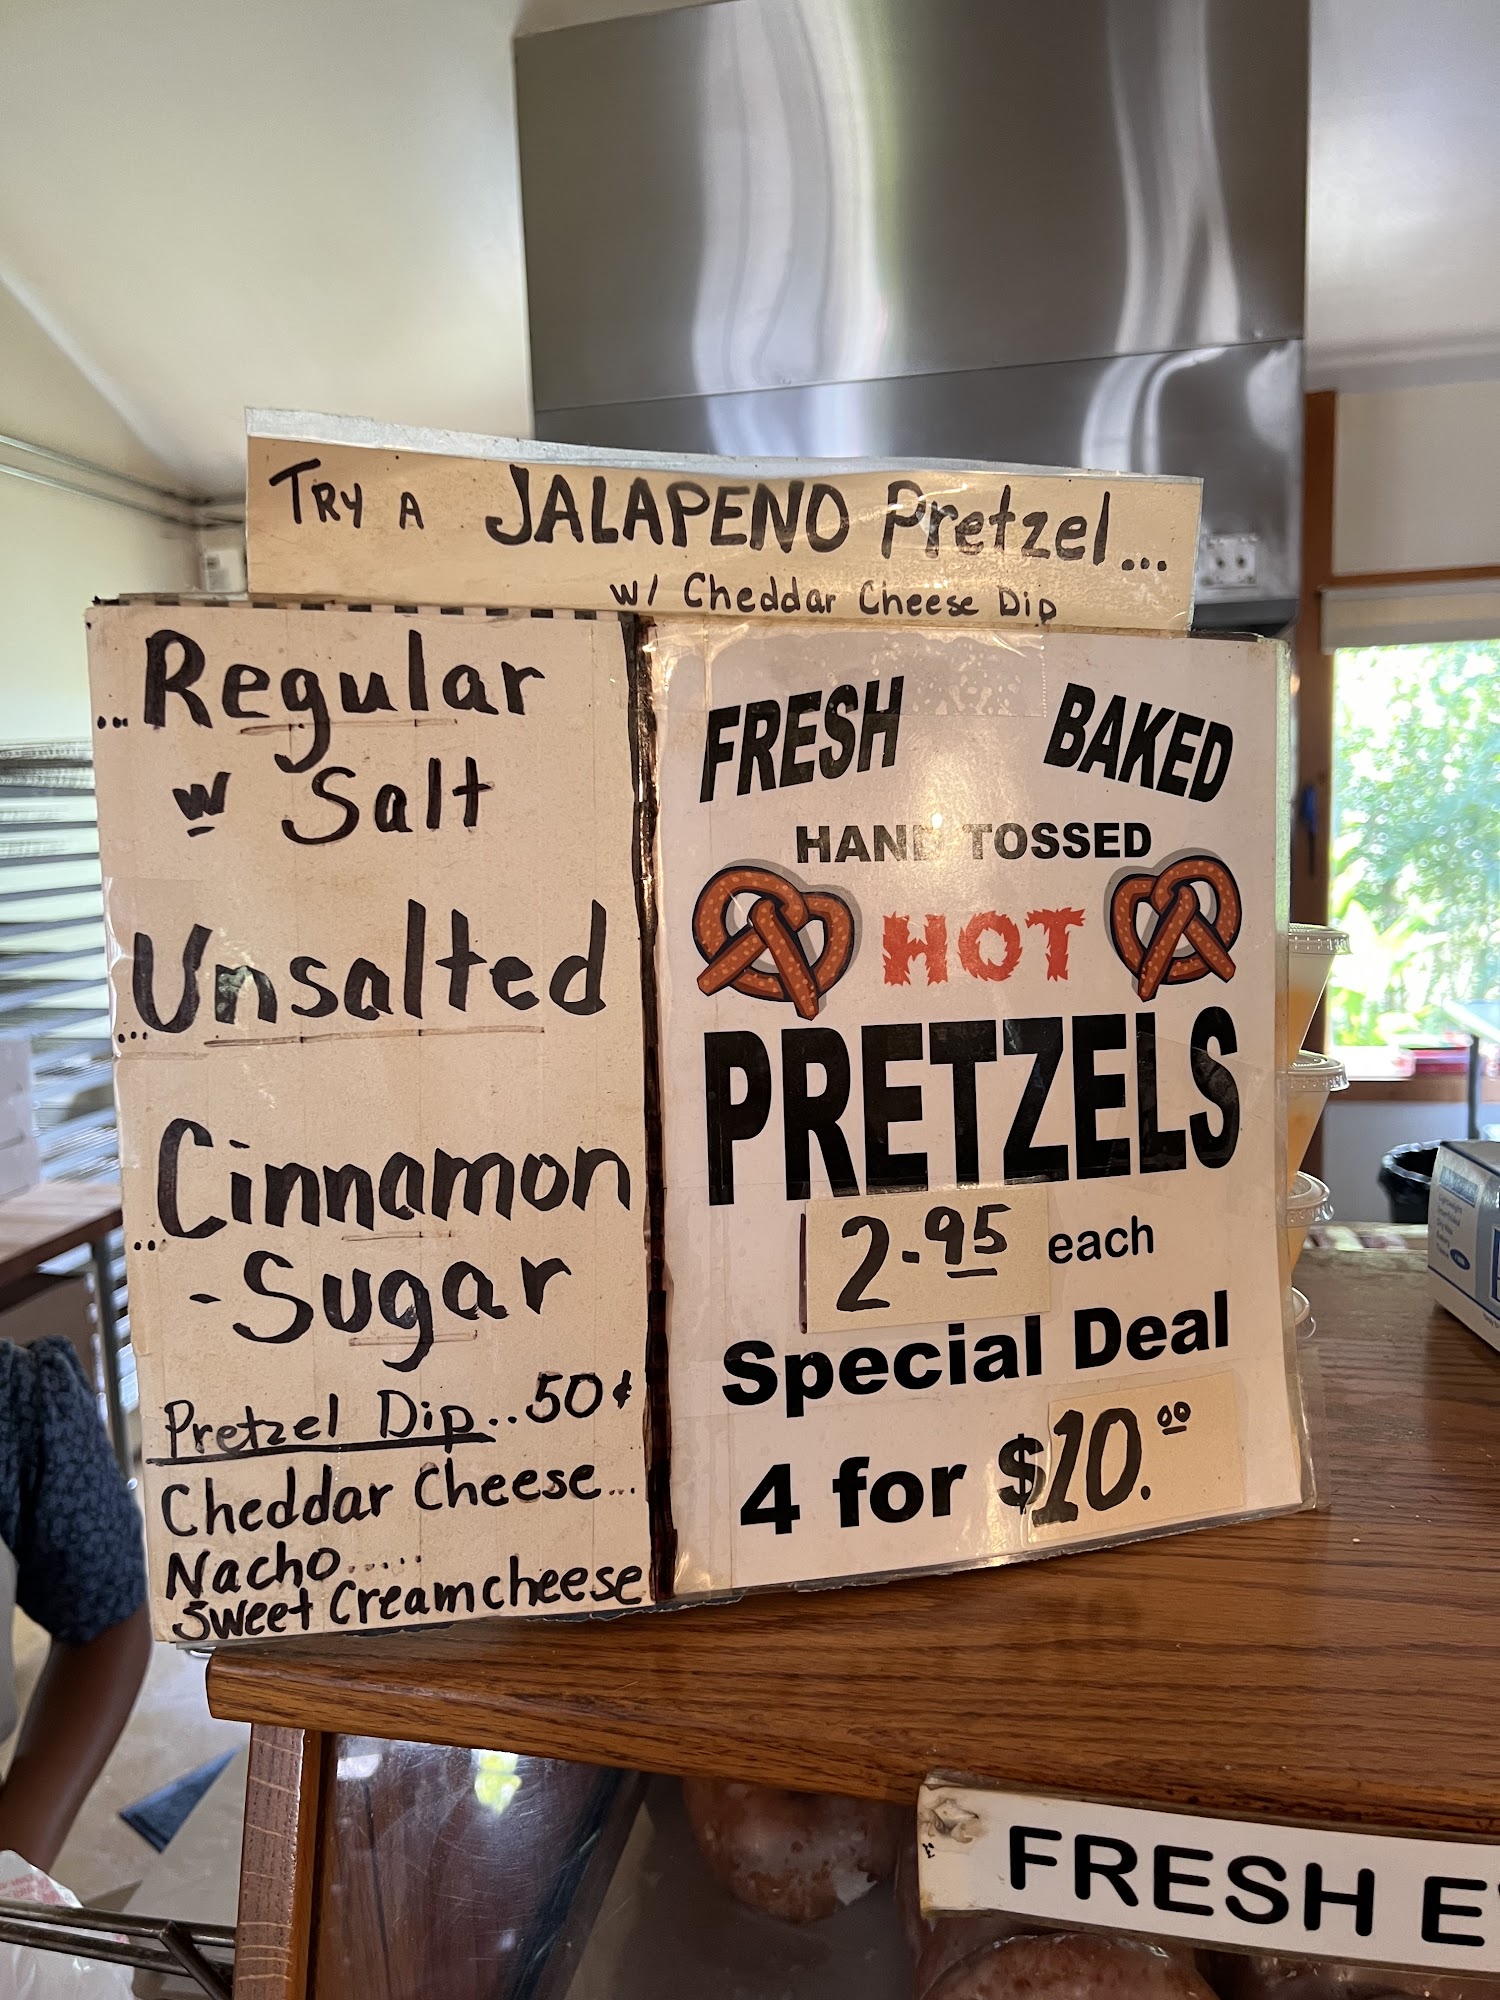 TRY A JALAPENO Pretzel...
w/ Cheddar Cheese Dip
...Regular
w Salt
...Unsalted
..Cinnamon
-Sugar
Pretzel Dip..50¢
Cheddar Cheese...
Nacho.....
Sweet Creamcheese
FRESH BAKED
HAND TOSSED
HOT
PRETZELS
2.95 each
Special Deal
4 for $10.00
FRESH E